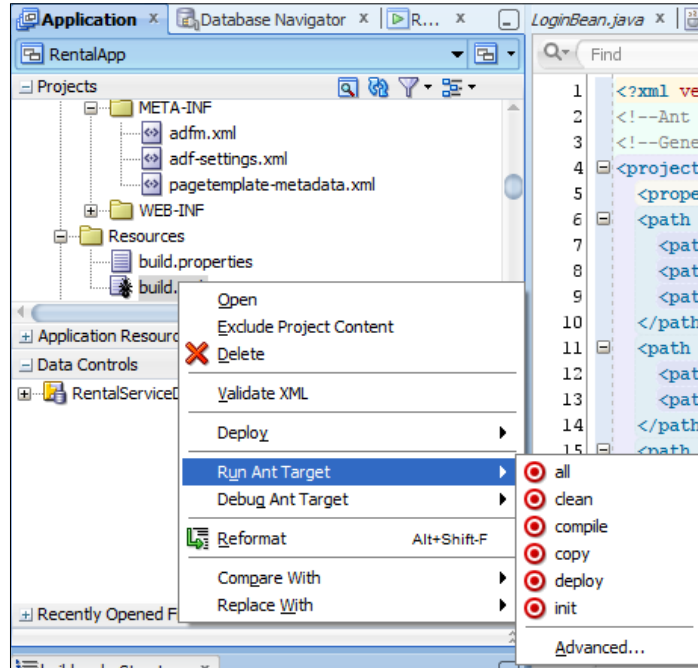 Application x Database Navigator x R... x
RentalApp
Projects
META-INF
adfm.xml
adf-settings.xml
pagetemplate-metadata.xml
WEB-INF
Resources
build.properties
build.
Application Resourc
Data Controls
RentalServiceD
Recently Opened F
Open
Exclude Project Content
Delete
Validate XML
Deploy
Run Ant Target
Debug Ant Target
Reformat Alt+Shift-F
Compare With
Replace With
all
clean
compile
copy
deploy
init
Advanced...
LoginBean.java x
Find
1 <?xml ve
2 <!--Ant
3 <!--Gene
4 <project
5 <prope
6 <path
7 <pat
8 <pat
9 <pat
10 </path
11 <path
12 <pat
13 <pat
14 </path
15 <path